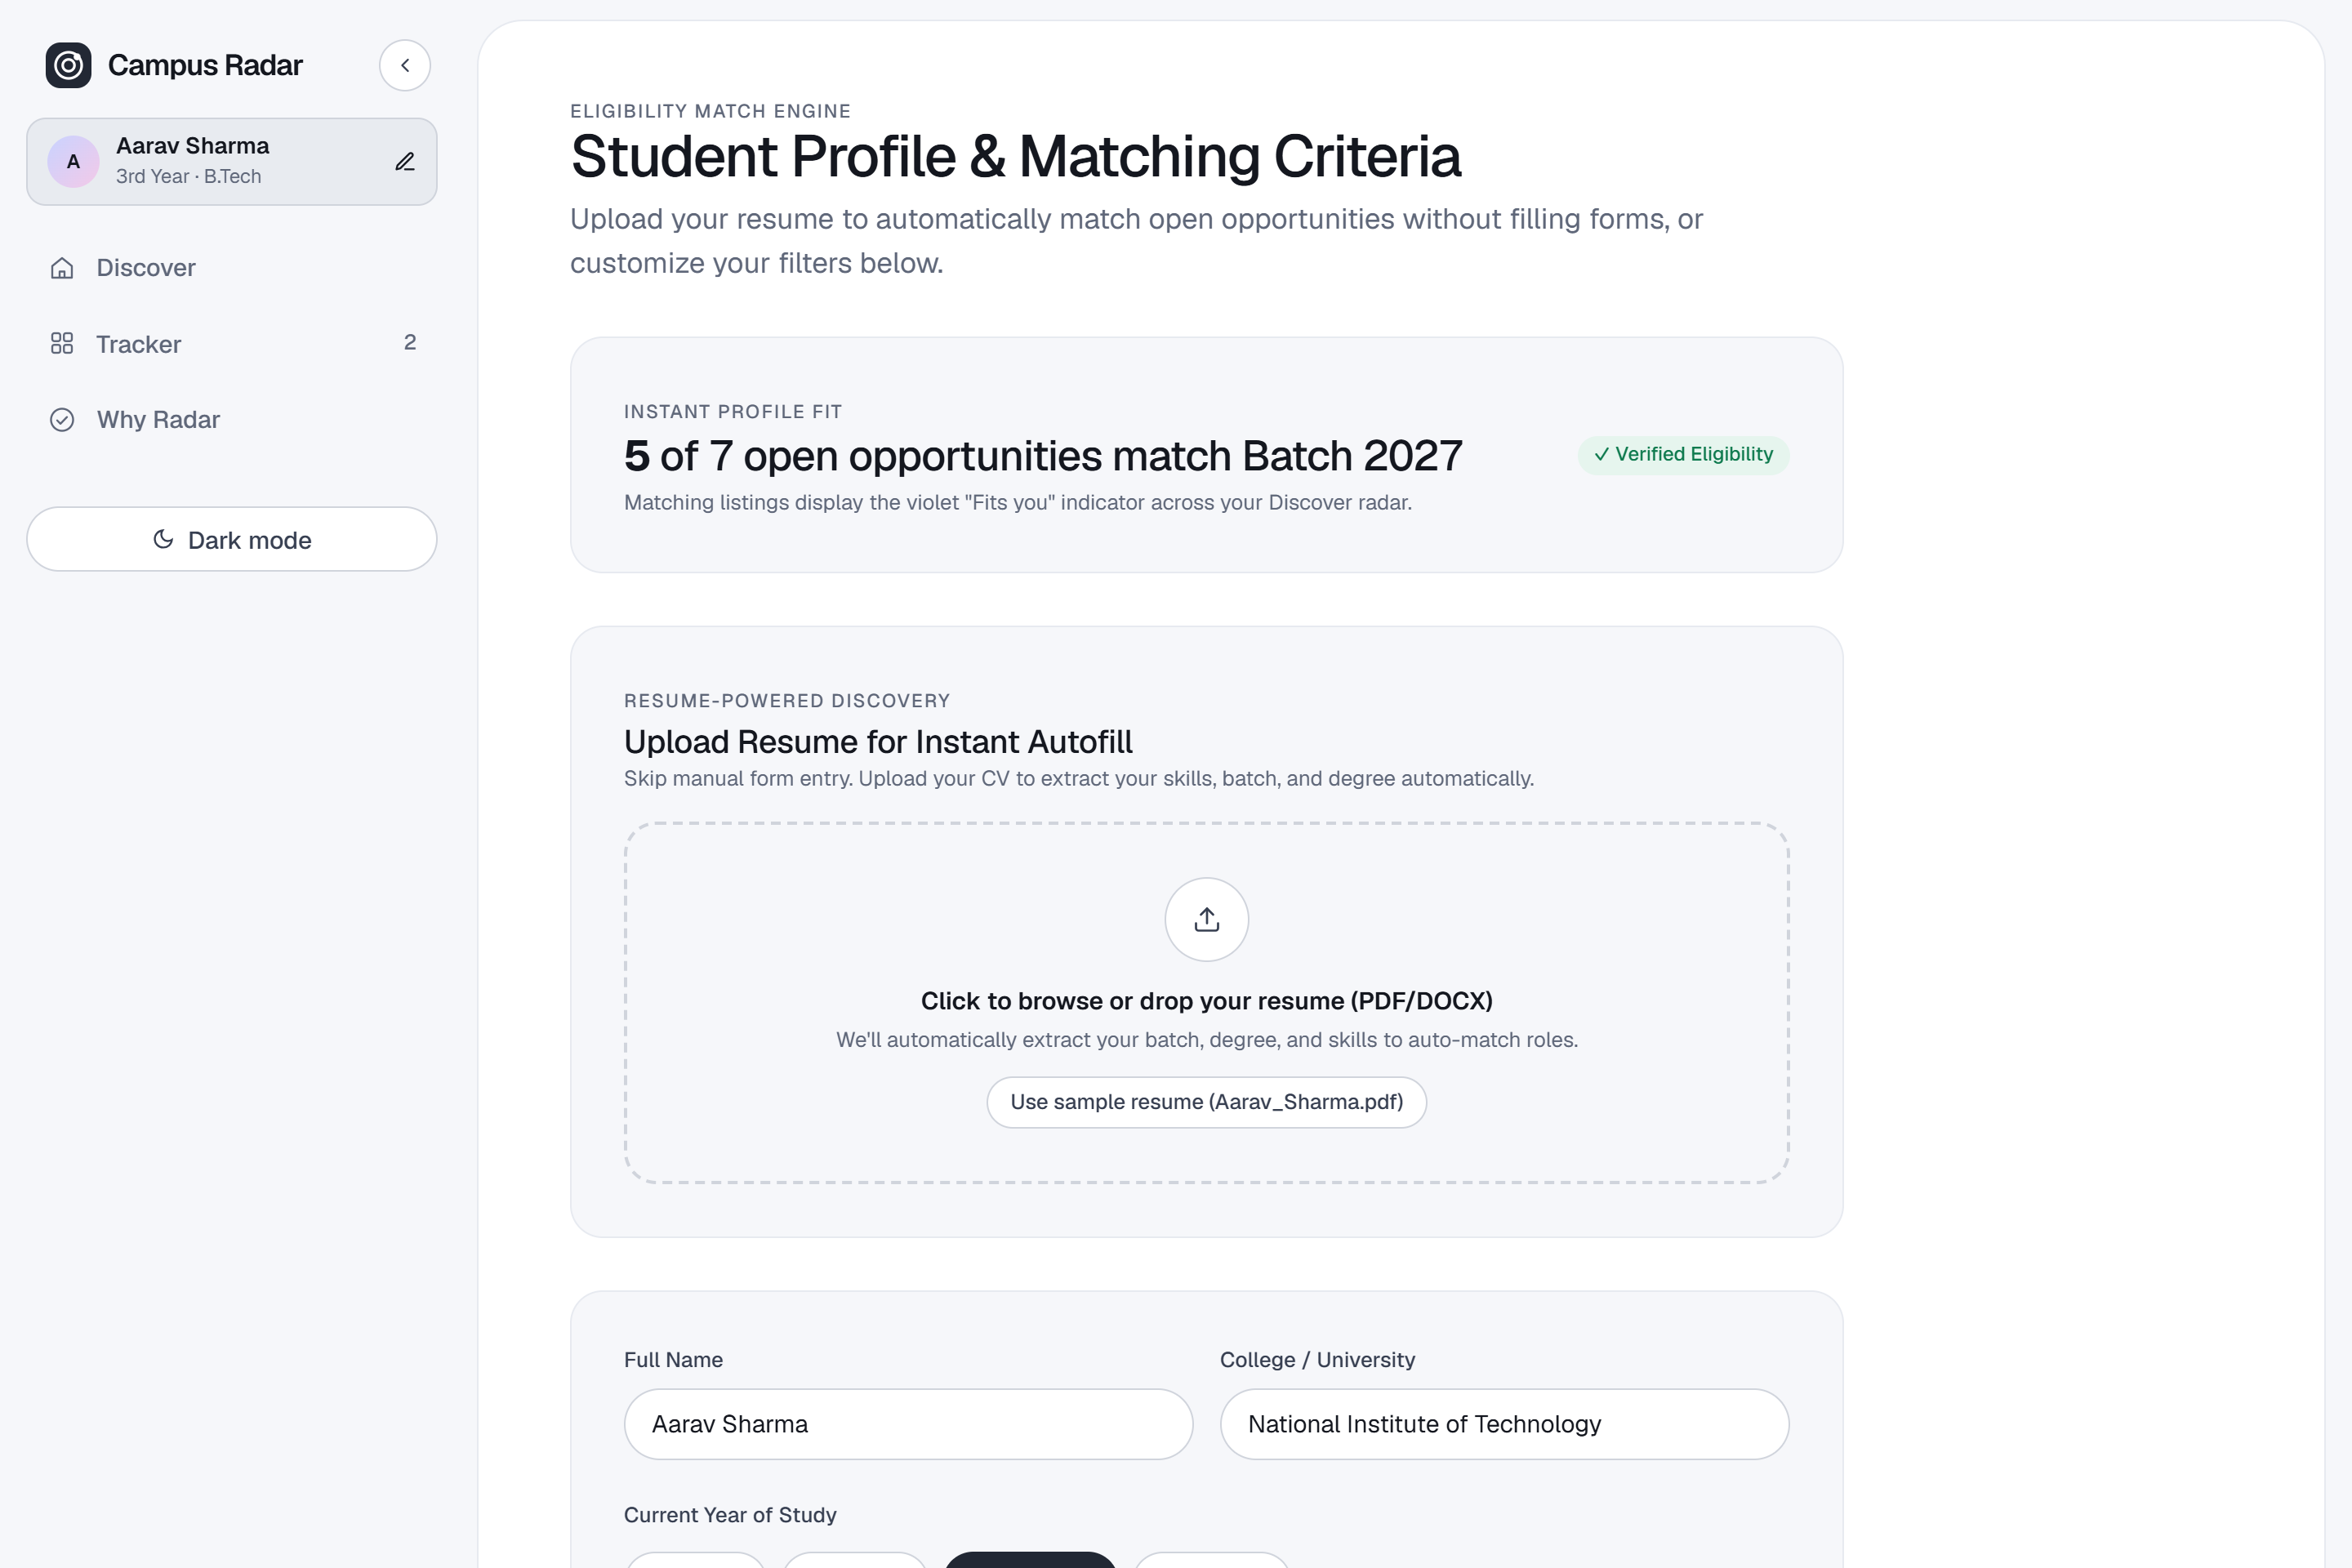 Campus Radar
A
Aarav Sharma
3rd Year · B.Tech
Discover
Tracker
2
Why Radar
Dark mode
ELIGIBILITY MATCH ENGINE
Student Profile & Matching Criteria
Upload your resume to automatically match open opportunities without filling forms, or
customize your filters below.
INSTANT PROFILE FIT
5 of 7 open opportunities match Batch 2027
✓ Verified Eligibility
Matching listings display the violet "Fits you" indicator across your Discover radar.
RESUME-POWERED DISCOVERY
Upload Resume for Instant Autofill
Skip manual form entry. Upload your CV to extract your skills, batch, and degree automatically.
Click to browse or drop your resume (PDF/DOCX)
We'll automatically extract your batch, degree, and skills to auto-match roles.
Use sample resume (Aarav_Sharma.pdf)
Full Name
College / University
Aarav Sharma
National Institute of Technology
Current Year of Study